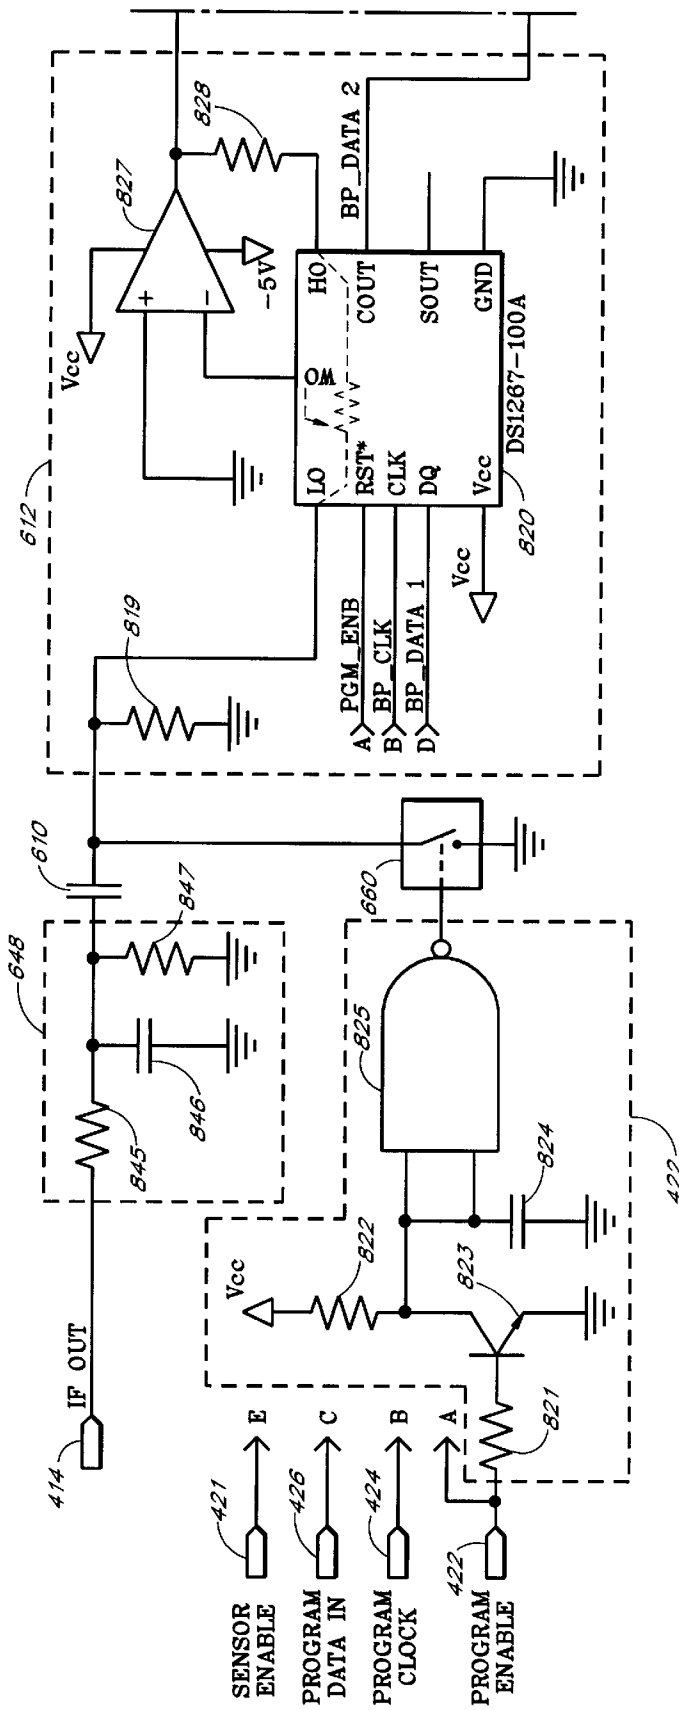 612
Vcc
827
828
+
−
-5V
819
LO
WO
HO
RST*
CLK
DQ
Vcc
COUT
SOUT
GND
BP_DATA 2
DS1267-100A
820
A PGM_ENB
B BP_CLK
D BP_DATA 1
Vcc
414
IF OUT
648
845
846
847
610
660
SENSOR
ENABLE
421
E
PROGRAM
DATA IN
426
C
PROGRAM
CLOCK
424
B
PROGRAM
ENABLE
422
A
821
Vcc
822
823
824
825
422